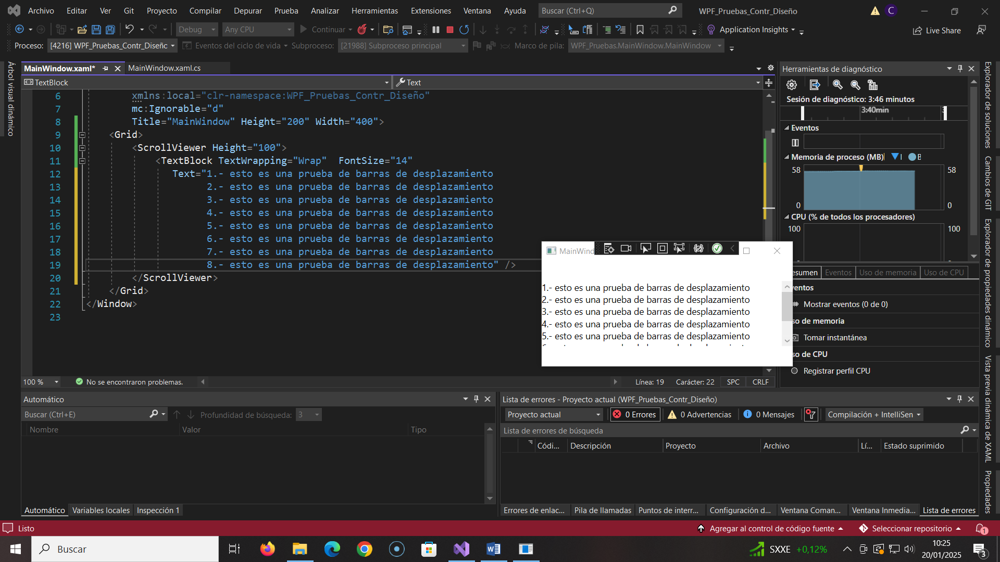 Archivo Editar Ver Git Proyecto Compilar Depurar Prueba Analizar Herramientas Extensiones Ventana Ayuda Buscar (Ctrl+Q) WPF_Pruebas_Contr_Diseño C
Debug Any CPU Continuar Application Insights Live Share
Proceso: [4216] WPF_Pruebas_Contr_Diseño Eventos del ciclo de vida Subproceso: [21988] Subproceso principal Marco de pila: WPF_Pruebas.MainWindow.MainWindow
Árbol visual dinámico
MainWindow.xaml* MainWindow.xaml.cs
TextBlock Text
6 xmlns:local="clr-namespace:WPF_Pruebas_Contr_Diseño"
7 mc:Ignorable="d"
8 Title="MainWindow" Height="200" Width="400">
9 <Grid>
10 <ScrollViewer Height="100">
11 <TextBlock TextWrapping="Wrap"  FontSize="14"
12 Text="1.- esto es una prueba de barras de desplazamiento
13 2.- esto es una prueba de barras de desplazamiento
14 3.- esto es una prueba de barras de desplazamiento
15 4.- esto es una prueba de barras de desplazamiento
16 5.- esto es una prueba de barras de desplazamiento
17 6.- esto es una prueba de barras de desplazamiento
18 7.- esto es una prueba de barras de desplazamiento
19 8.- esto es una prueba de barras de desplazamiento" />
20 </ScrollViewer>
21 </Grid>
22 </Window>
23
100 % No se encontraron problemas. Línea: 19 Carácter: 22 SPC CRLF
MainWind
1.- esto es una prueba de barras de desplazamiento
2.- esto es una prueba de barras de desplazamiento
3.- esto es una prueba de barras de desplazamiento
4.- esto es una prueba de barras de desplazamiento
5.- esto es una prueba de barras de desplazamiento
Herramientas de diagnóstico
Sesión de diagnóstico: 3:46 minutos
3:40min
Eventos
Memoria de proceso (MB)
58 58
0 0
CPU (% de todos los procesadores)
100 100
esumen Eventos Uso de memoria Uso de CPU
ventos
Mostrar eventos (0 de 0)
so de memoria
Tomar instantánea
so de CPU
Registrar perfil CPU
Explorador de soluciones
Cambios de GIT
Explorador de propiedades dinámico
Vista previa dinámica de XAML
Propiedades
Automático
Buscar (Ctrl+E) Profundidad de búsqueda: 3
Nombre Valor Tipo
Automático Variables locales Inspección 1
Lista de errores - Proyecto actual (WPF_Pruebas_Contr_Diseño)
Proyecto actual 0 Errores 0 Advertencias 0 Mensajes Compilación + IntelliSen
Lista de errores de búsqueda
Códi... Descripción Proyecto Archivo Lí... Estado suprimido
Errores de enlac... Pila de llamadas Puntos de interr... Configuración d... Ventana Coman... Ventana Inmedia... Lista de errores
Listo Agregar al control de código fuente Seleccionar repositorio 1
Buscar SXXE +0,12% 10:25
20/01/2025 3